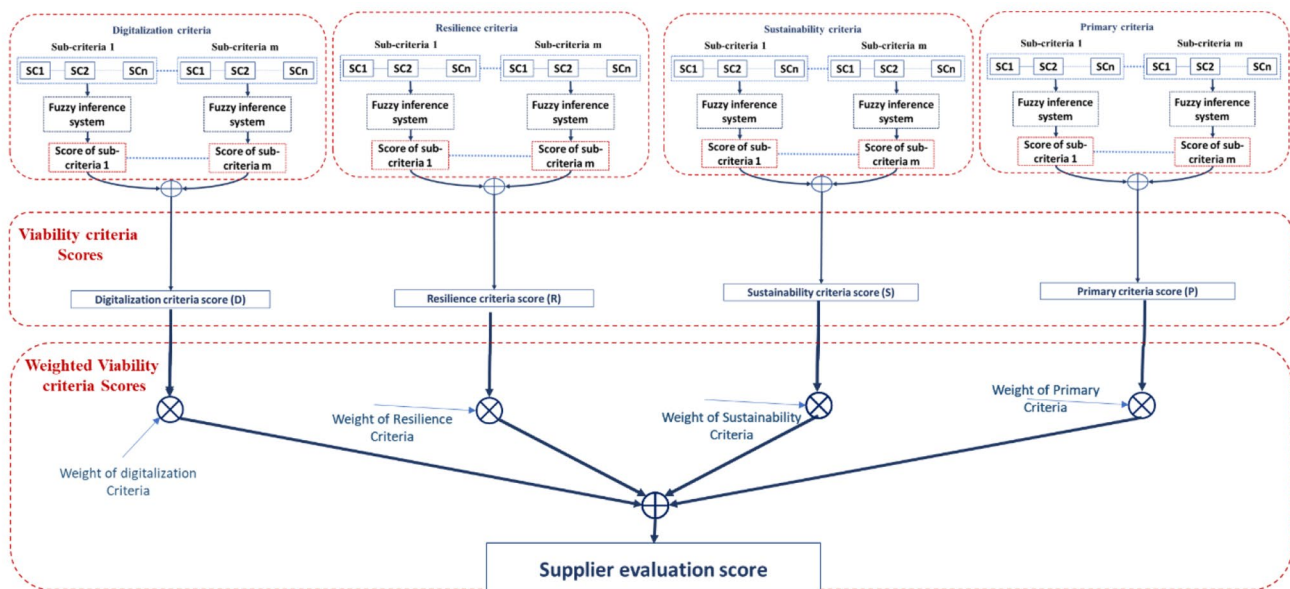 Digitalization criteria
Sub-criteria 1
Sub-criteria m
SC1 SC2 SCn
SC1 SC2 SCn
Fuzzy inference
system
Fuzzy inference
system
Score of sub-
criteria 1
Score of sub-
criteria m
Resilience criteria
Sub-criteria 1
Sub-criteria m
SC1 SC2 SCn
SC1 SC2 SCn
Fuzzy inference
system
Fuzzy inference
system
Score of sub-
criteria 1
Score of sub-
criteria m
Sustainability criteria
Sub-criteria 1
Sub-criteria m
SC1 SC2 SCn
SC1 SC2 SCn
Fuzzy inference
system
Fuzzy inference
system
Score of sub-
criteria 1
Score of sub-
criteria m
Primary criteria
Sub-criteria 1
Sub-criteria m
SC1 SC2 SCn
SC1 SC2 SCn
Fuzzy inference
system
Fuzzy inference
system
Score of sub-
criteria 1
Score of sub-
criteria m
Viability criteria
Scores
Digitalization criteria score (D)
Resilience criteria score (R)
Sustainability criteria score (S)
Primary criteria score (P)
Weighted Viability
criteria Scores
Weight of digitalization
Criteria
Weight of Resilience
Criteria
Weight of Sustainability
Criteria
Weight of Primary
Criteria
Supplier evaluation score